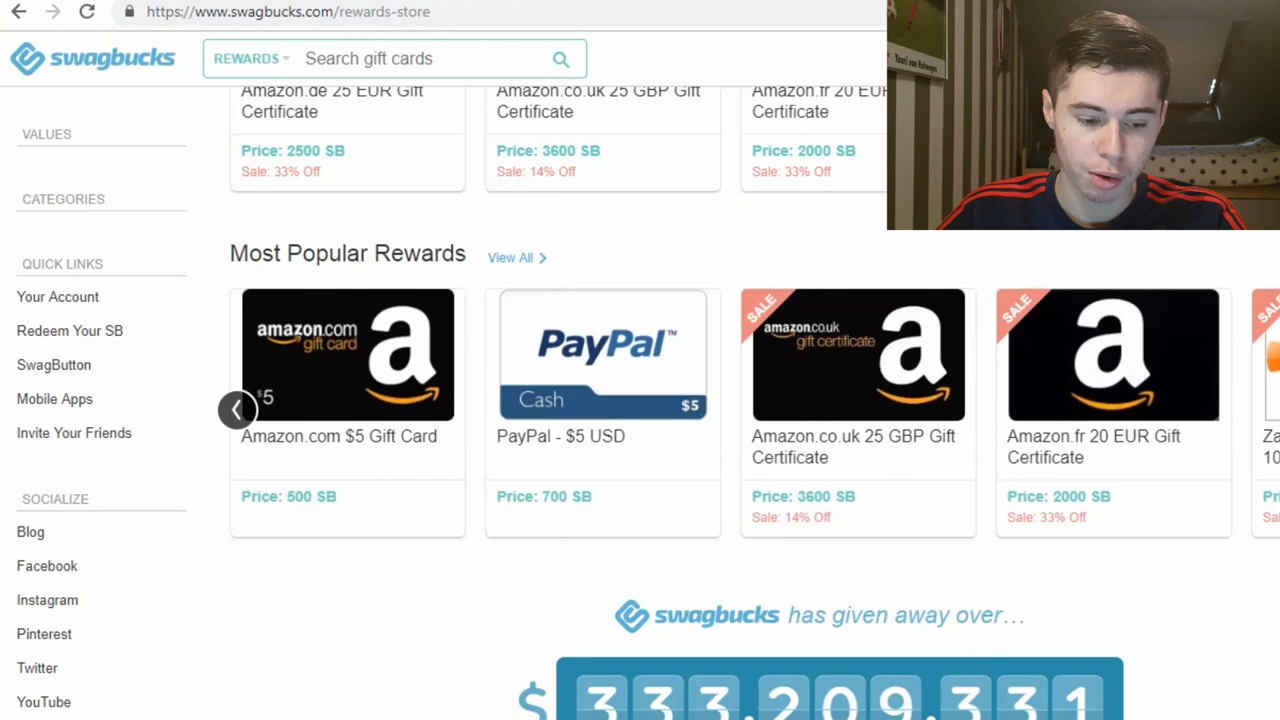 https://www.swagbucks.com/rewards-store
swagbucks
REWARDS
Search gift cards
Amazon.de 25 EUR Gift
Certificate
Price: 2500 SB
Sale: 33% Off
Amazon.co.uk 25 GBP Gift
Certificate
Price: 3600 SB
Sale: 14% Off
Amazon.fr 20 EUR
Certificate
Price: 2000 SB
Sale: 33% Off
VALUES
CATEGORIES
QUICK LINKS
Your Account
Redeem Your SB
SwagButton
Mobile Apps
Invite Your Friends
SOCIALIZE
Blog
Facebook
Instagram
Pinterest
Twitter
YouTube
Most Popular Rewards
View All
amazon.com
gift card
$5
Amazon.com $5 Gift Card
Price: 500 SB
PayPal™
Cash
$5
PayPal - $5 USD
Price: 700 SB
SALE
amazon.co.uk
gift certificate
Amazon.co.uk 25 GBP Gift
Certificate
Price: 3600 SB
Sale: 14% Off
SALE
Amazon.fr 20 EUR Gift
Certificate
Price: 2000 SB
Sale: 33% Off
SALE
Za
10
Pri
Sal
swagbucks has given away over…
$333,209,331